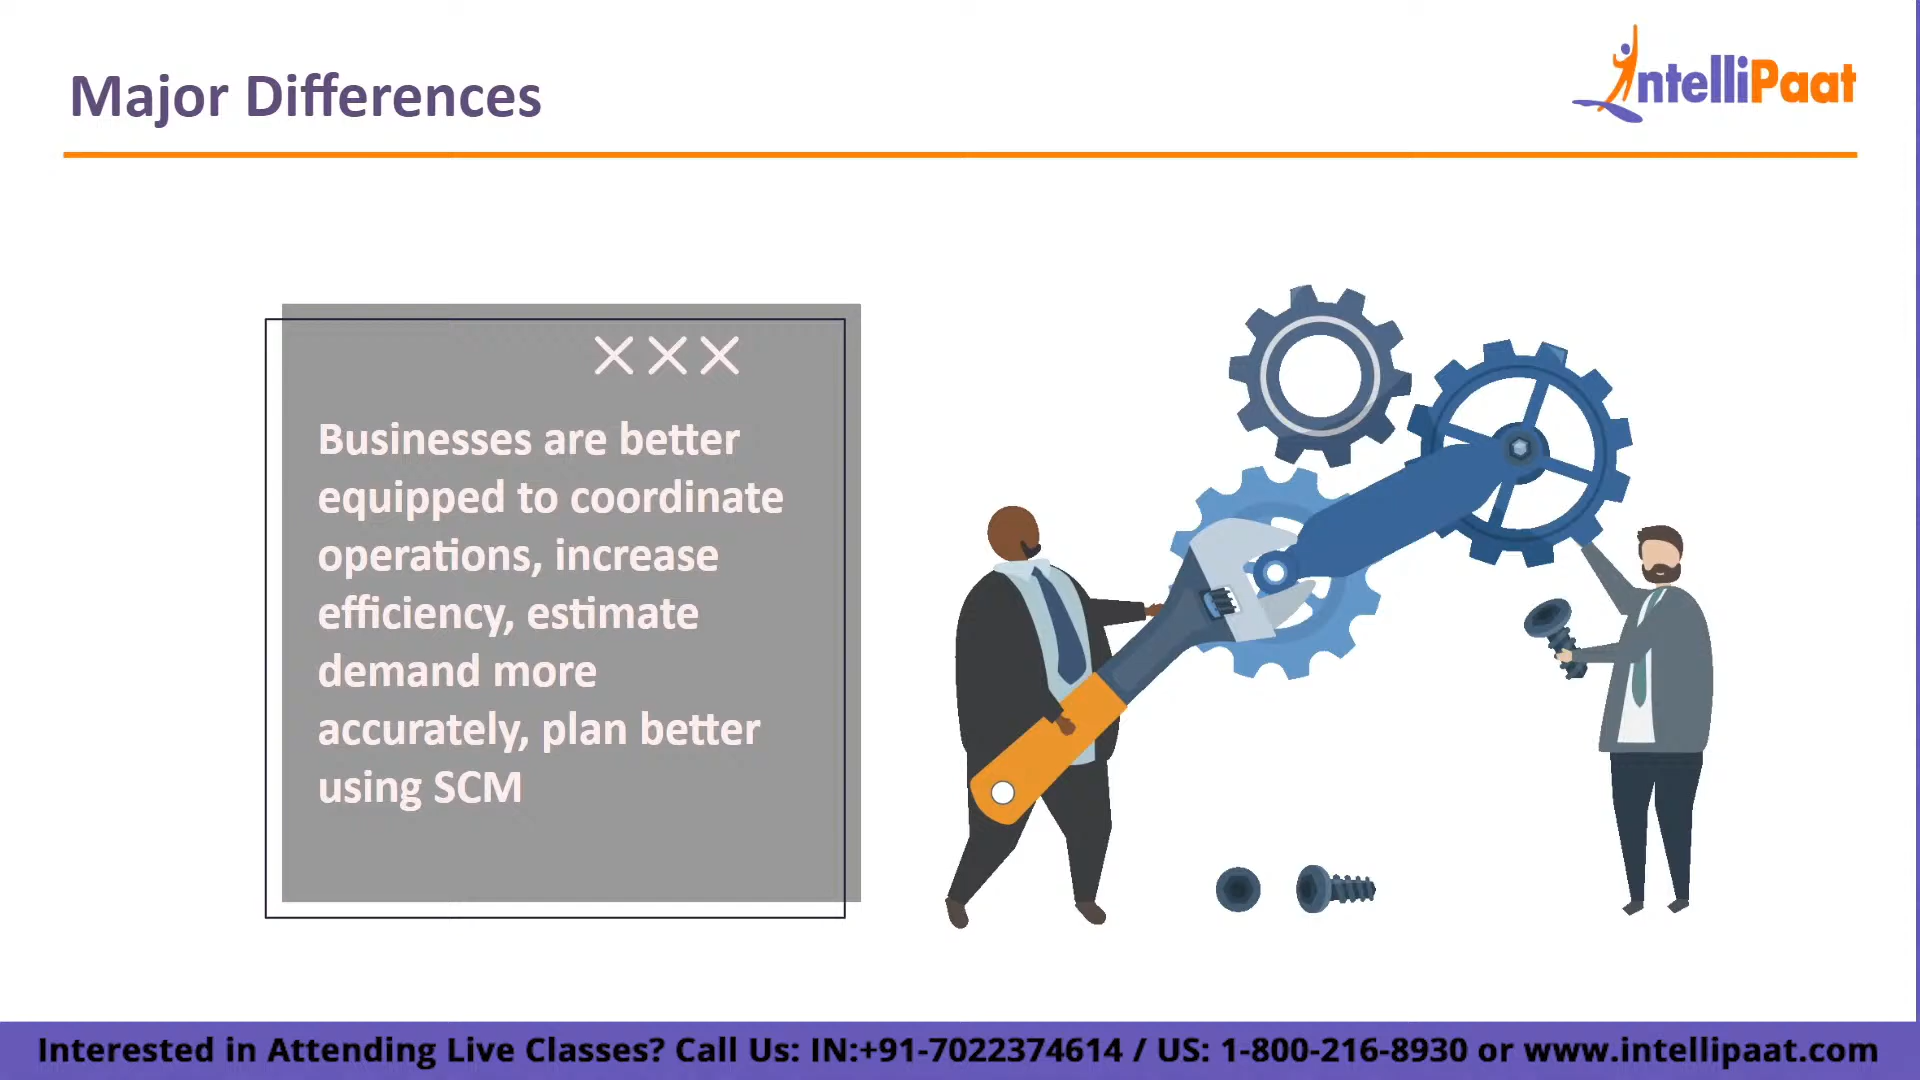 Major Differences
IntelliPaat
Businesses are better
equipped to coordinate
operations, increase
efficiency, estimate
demand more
accurately, plan better
using SCM
Interested in Attending Live Classes? Call Us: IN:+91-7022374614 / US: 1-800-216-8930 or www.intellipaat.com